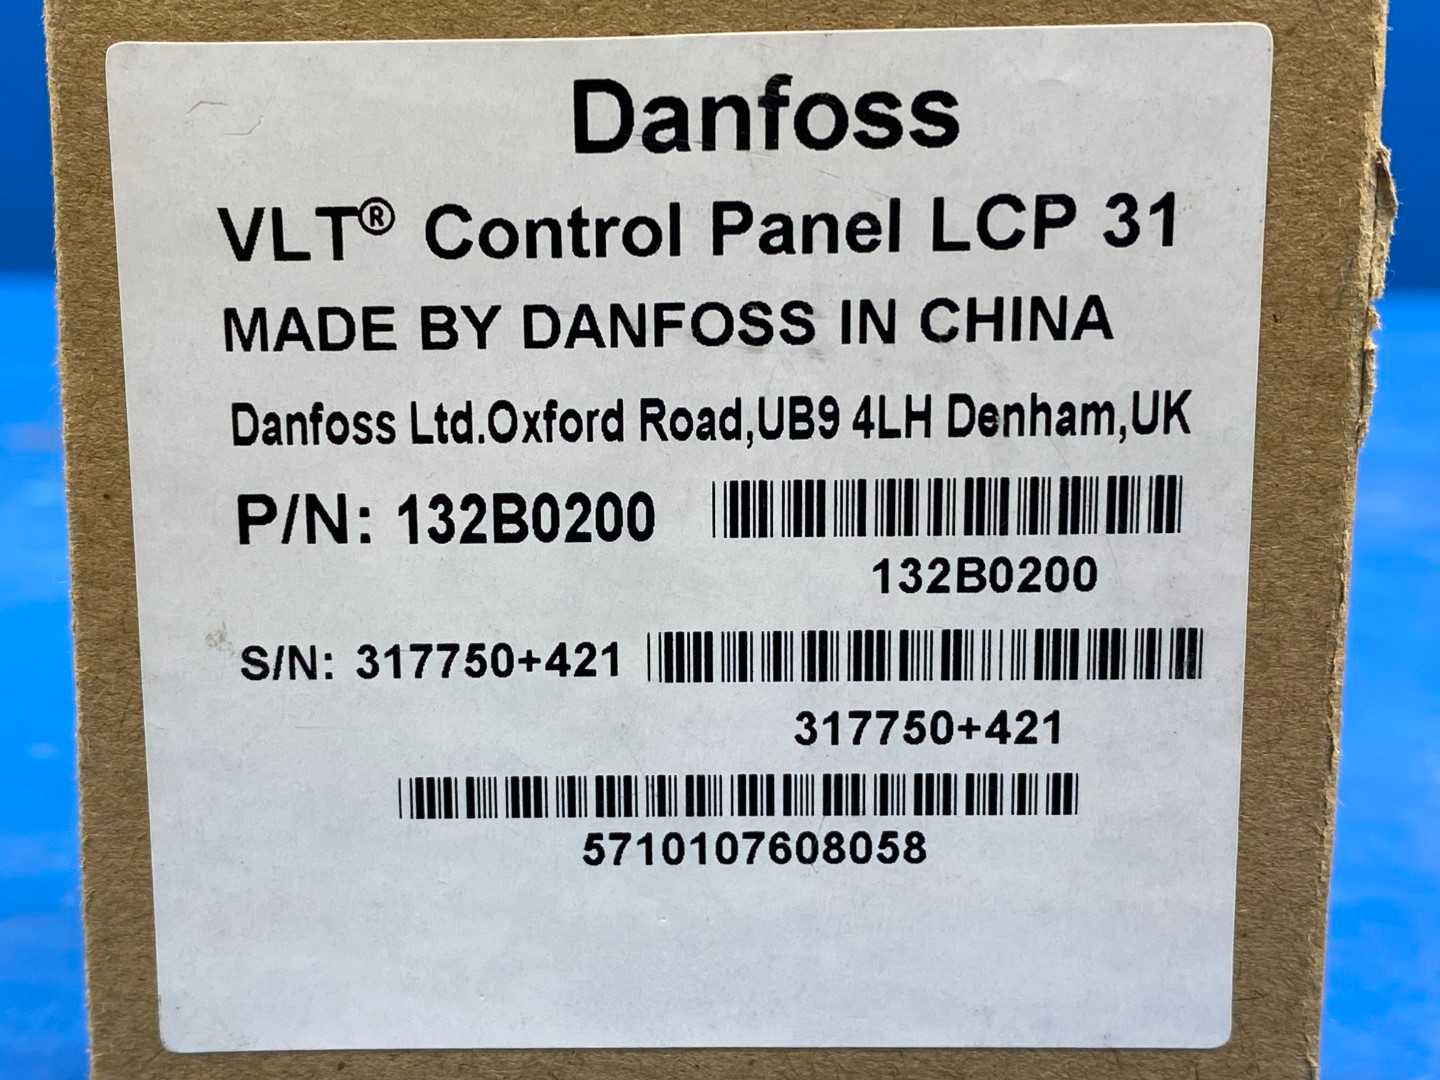 Danfoss
VLT® Control Panel LCP 31
MADE BY DANFOSS IN CHINA
Danfoss Ltd.Oxford Road,UB9 4LH Denham,UK
P/N: 132B0200
132B0200
S/N: 317750+421
317750+421
5710107608058